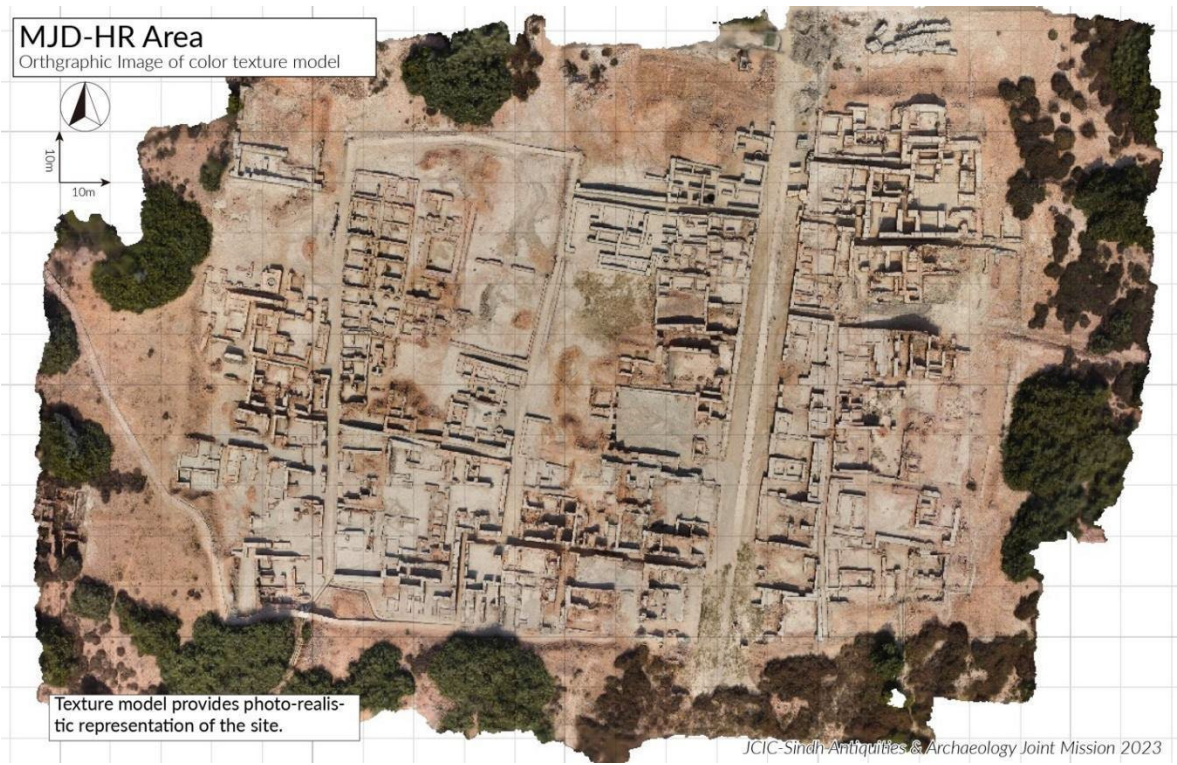 MJD-HR Area
Orthgraphic Image of color texture model
10m
10m
Texture model provides photo-realis-
tic representation of the site.
JCIC-Sindh Antiquities & Archaeology Joint Mission 2023